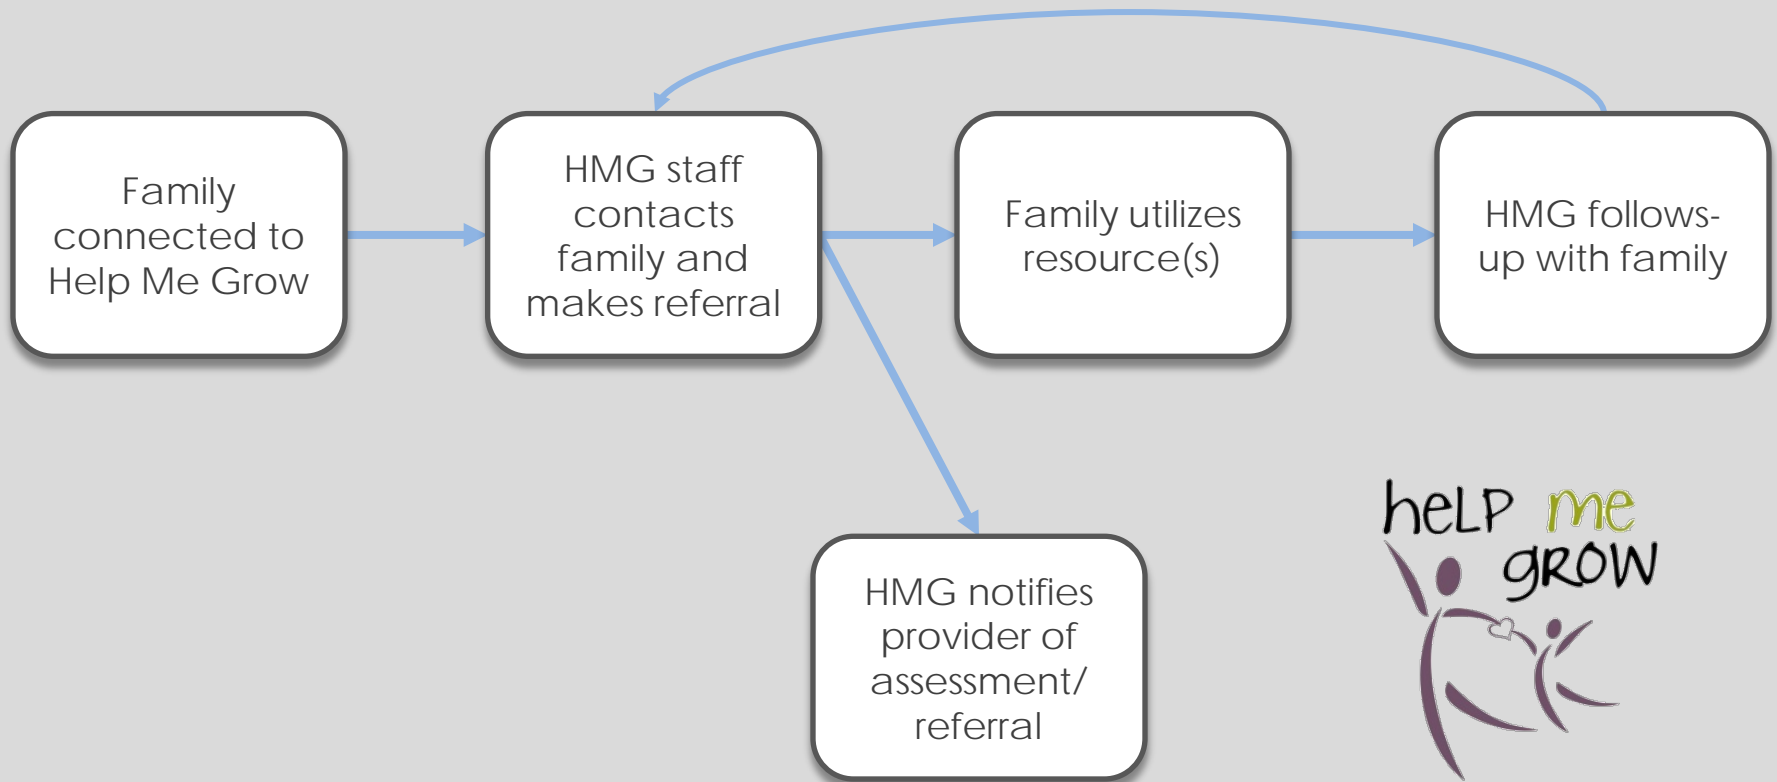 Family
connected to
Help Me Grow
HMG staff
contacts
family and
makes referral
Family utilizes
resource(s)
HMG follows-
up with family
HMG notifies
provider of
assessment/
referral
heLP me
gROW